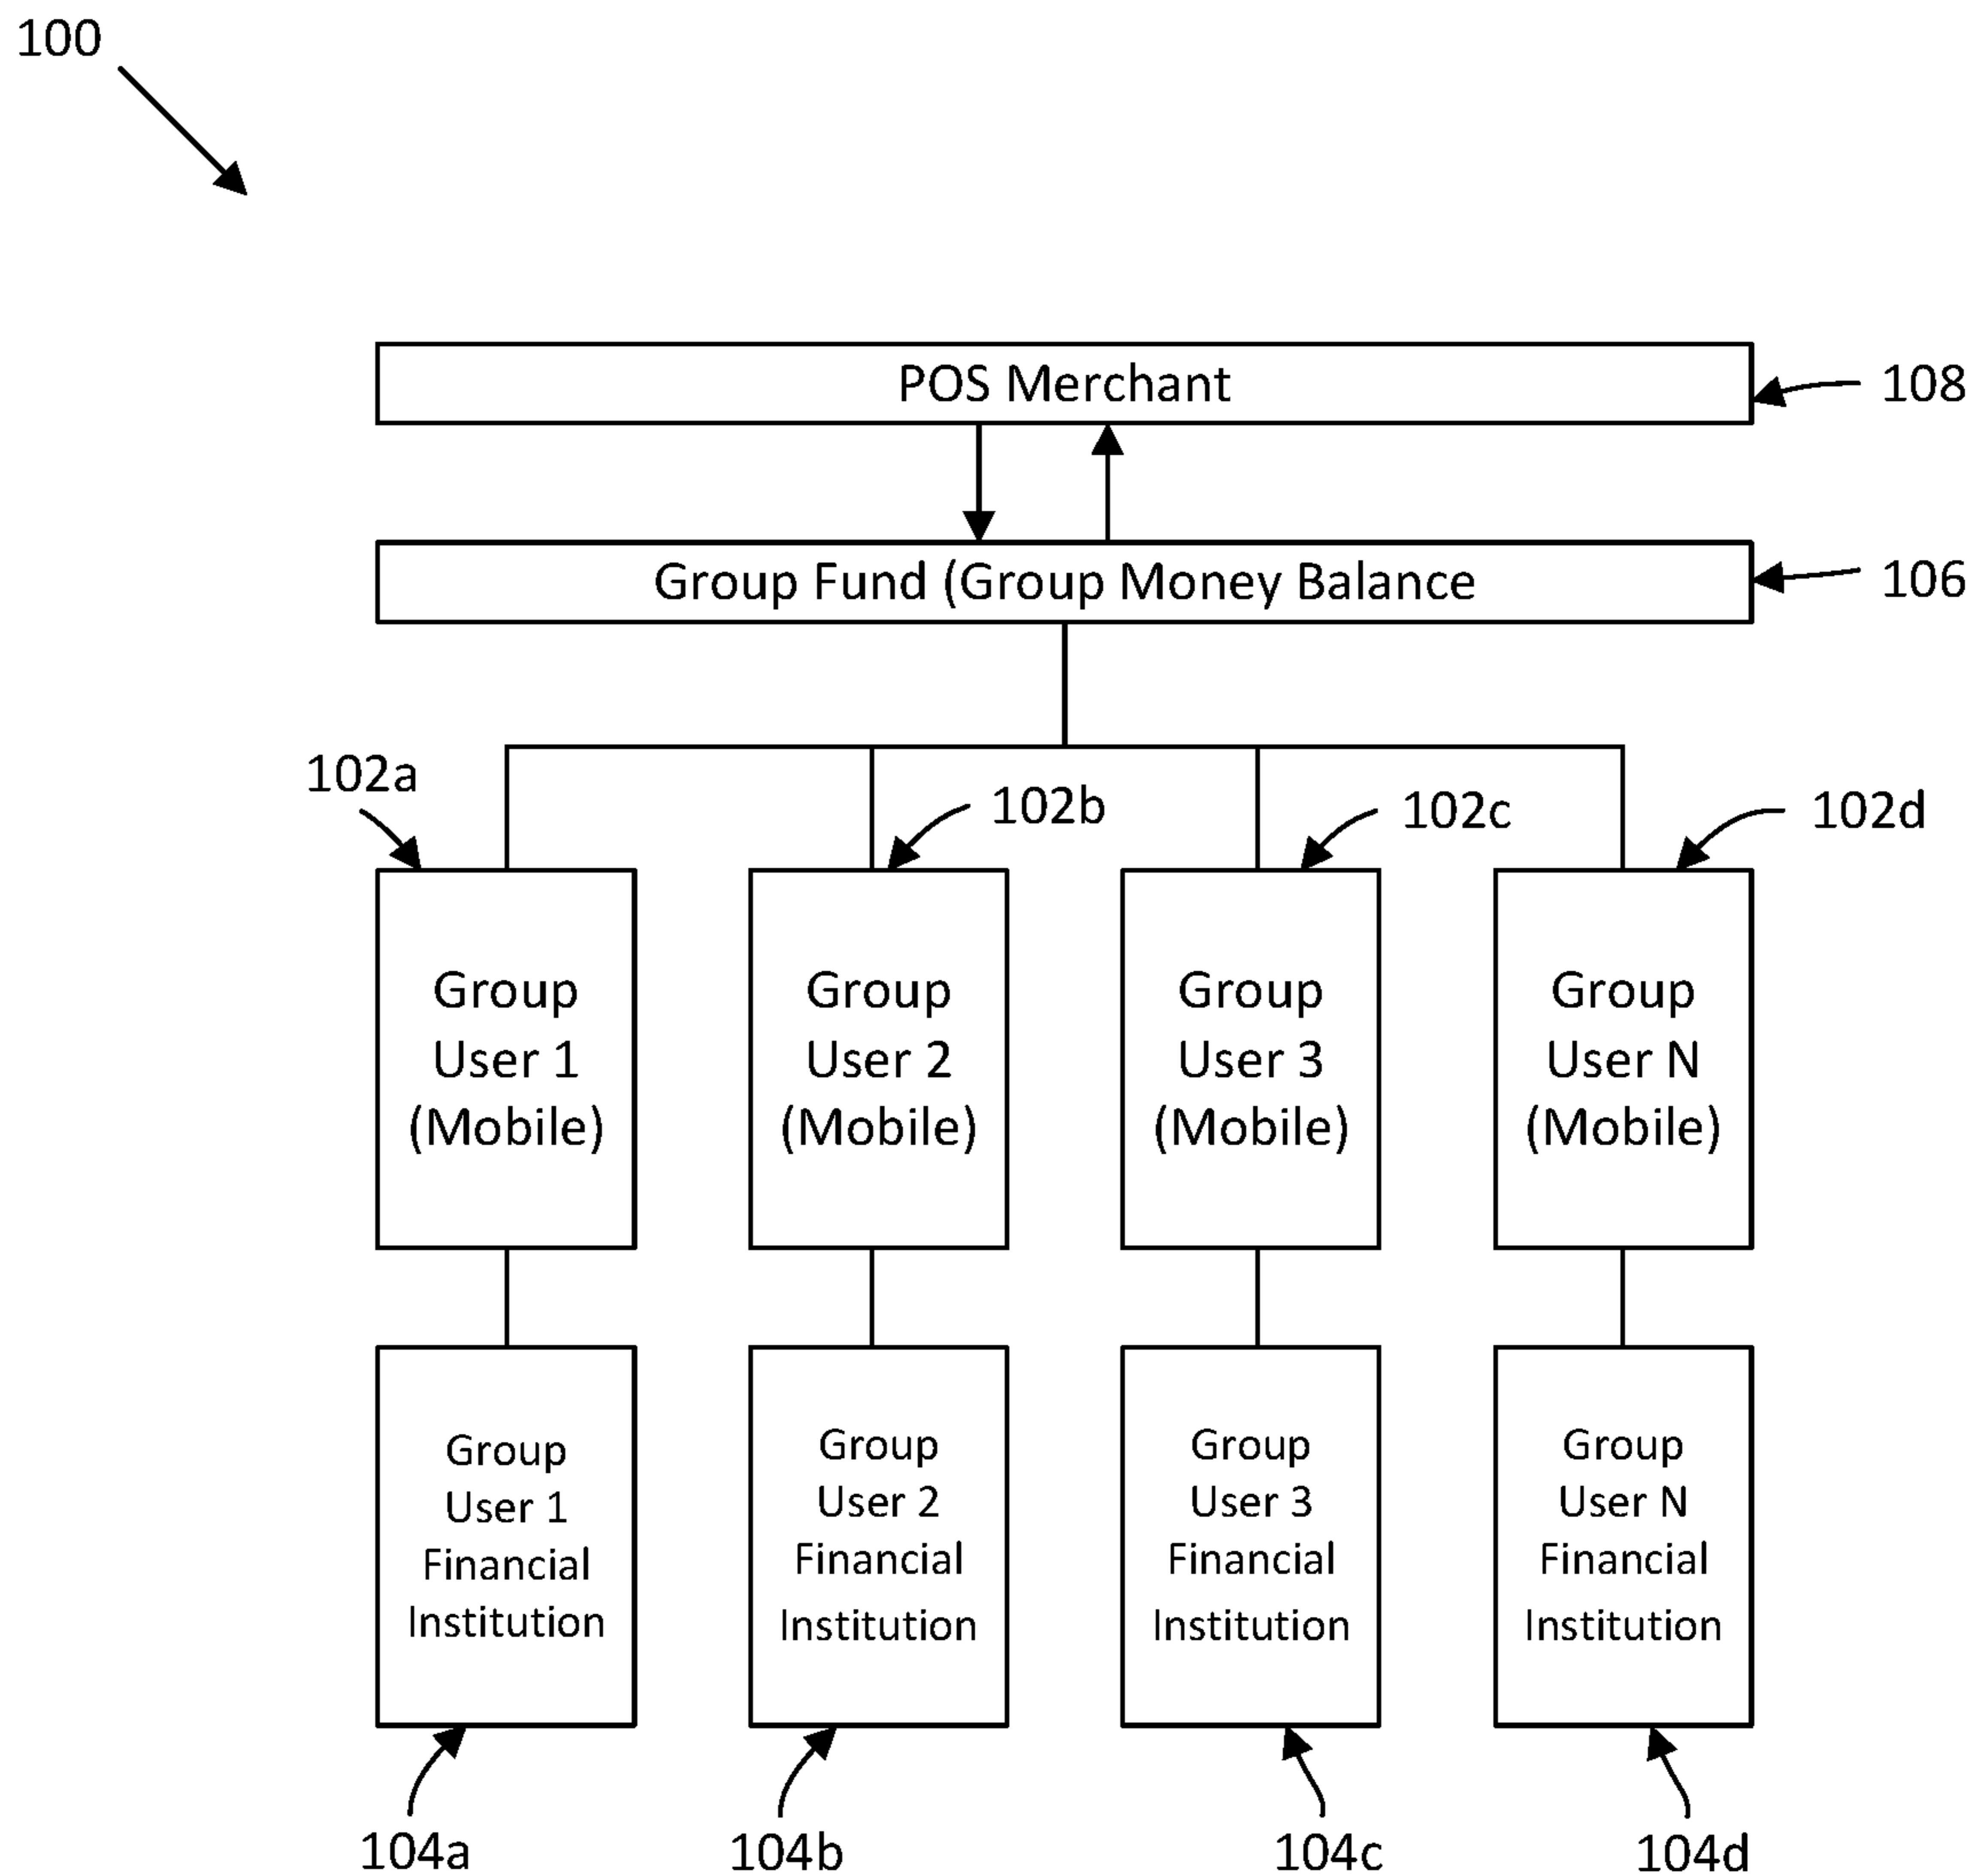 100
POS Merchant
108
Group Fund (Group Money Balance
106
102a
102b
102c
102d
Group
User 1
(Mobile)
Group
User 2
(Mobile)
Group
User 3
(Mobile)
Group
User N
(Mobile)
Group
User 1
Financial
Institution
Group
User 2
Financial
Institution
Group
User 3
Financial
Institution
Group
User N
Financial
Institution
104a
104b
104c
104d